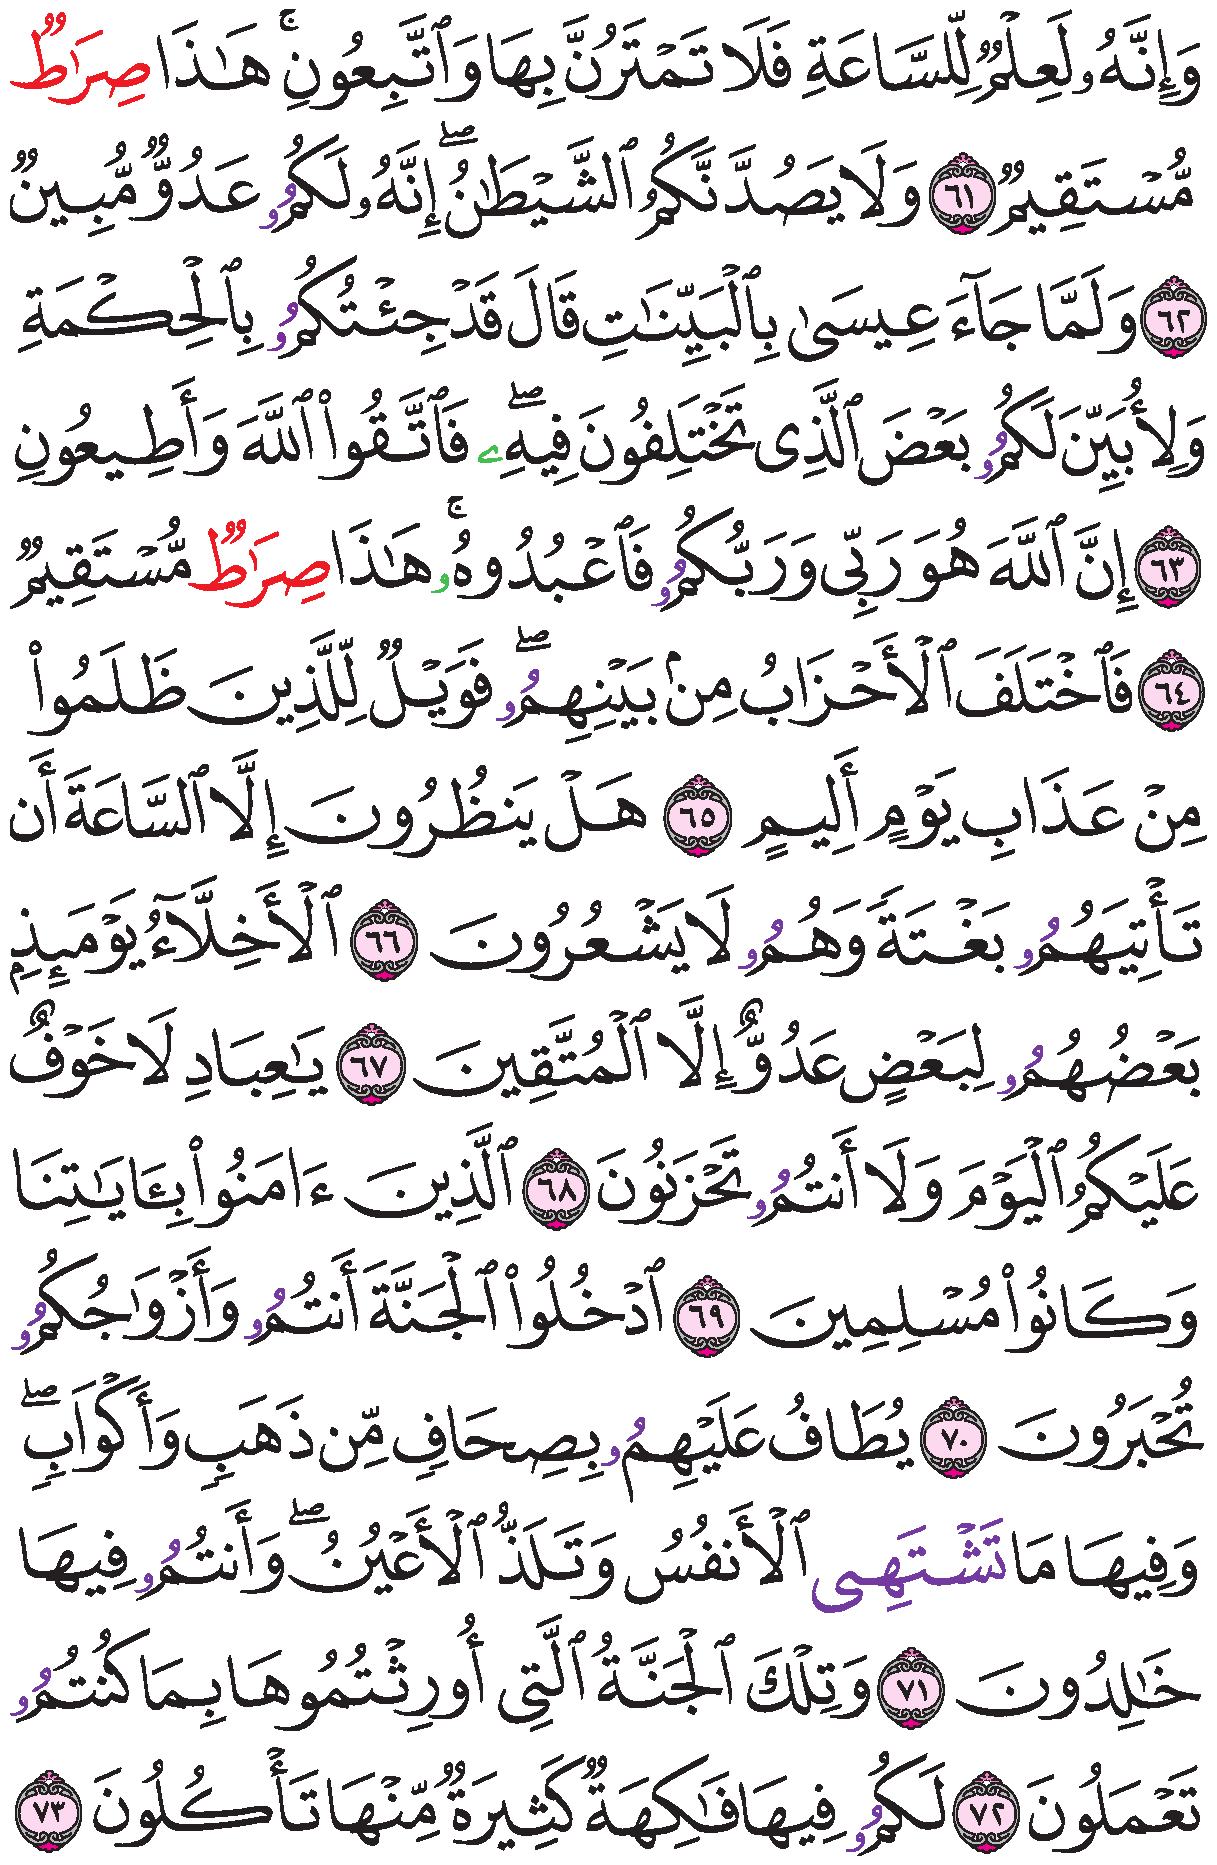 وَإِنَّهُۥ لَعِلْمٌۭ لِّلسَّاعَةِ فَلَا تَمْتَرُنَّ بِهَا وَٱتَّبِعُونِ ۚ هَـٰذَا صِرَٰطٌۭ
مُّسْتَقِيمٌۭ ٦١ وَلَا يَصُدَّنَّكُمُ ٱلشَّيْطَـٰنُ ۖ إِنَّهُۥ لَكُمُۥ عَدُوٌّۭ مُّبِينٌۭ
٦٢ وَلَمَّا جَآءَ عِيسَىٰ بِٱلْبَيِّنَـٰتِ قَالَ قَدْ جِئْتُكُمُۥ بِٱلْحِكْمَةِ
وَلِأُبَيِّنَ لَكُمُۥ بَعْضَ ٱلَّذِى تَخْتَلِفُونَ فِيهِۦ ۖ فَٱتَّقُوا۟ ٱللَّهَ وَأَطِيعُونِ
٦٣ إِنَّ ٱللَّهَ هُوَ رَبِّى وَرَبُّكُمُۥ فَٱعْبُدُوهُۥ ۚ هَـٰذَا صِرَٰطٌۭ مُّسْتَقِيمٌۭ
٦٤ فَٱخْتَلَفَ ٱلْأَحْزَابُ مِنۢ بَيْنِهِمُۥ ۖ فَوَيْلٌۭ لِّلَّذِينَ ظَلَمُوا۟
مِنْ عَذَابِ يَوْمٍ أَلِيمٍ ٦٥ هَلْ يَنظُرُونَ إِلَّا ٱلسَّاعَةَ أَن
تَأْتِيَهُمُۥ بَغْتَةًۭ وَهُمُۥ لَا يَشْعُرُونَ ٦٦ ٱلْأَخِلَّآءُ يَوْمَئِذٍۭ
بَعْضُهُمُۥ لِبَعْضٍ عَدُوٌّ إِلَّا ٱلْمُتَّقِينَ ٦٧ يَـٰعِبَادِ لَا خَوْفٌ
عَلَيْكُمُ ٱلْيَوْمَ وَلَآ أَنتُمُۥ تَحْزَنُونَ ٦٨ ٱلَّذِينَ ءَامَنُوا۟ بِـَٔايَـٰتِنَا
وَكَانُوا۟ مُسْلِمِينَ ٦٩ ٱدْخُلُوا۟ ٱلْجَنَّةَ أَنتُمُۥ وَأَزْوَٰجُكُمُۥ
تُحْبَرُونَ ٧٠ يُطَافُ عَلَيْهِمُۥ بِصِحَافٍۢ مِّن ذَهَبٍۢ وَأَكْوَابٍۢ ۖ
وَفِيهَا مَا تَشْتَهِى ٱلْأَنفُسُ وَتَلَذُّ ٱلْأَعْيُنُ ۖ وَأَنتُمُۥ فِيهَا
خَـٰلِدُونَ ٧١ وَتِلْكَ ٱلْجَنَّةُ ٱلَّتِى أُورِثْتُمُوهَا بِمَا كُنتُمُۥ
تَعْمَلُونَ ٧٢ لَكُمُۥ فِيهَا فَـٰكِهَةٌۭ كَثِيرَةٌۭ مِّنْهَا تَأْكُلُونَ ٧٣